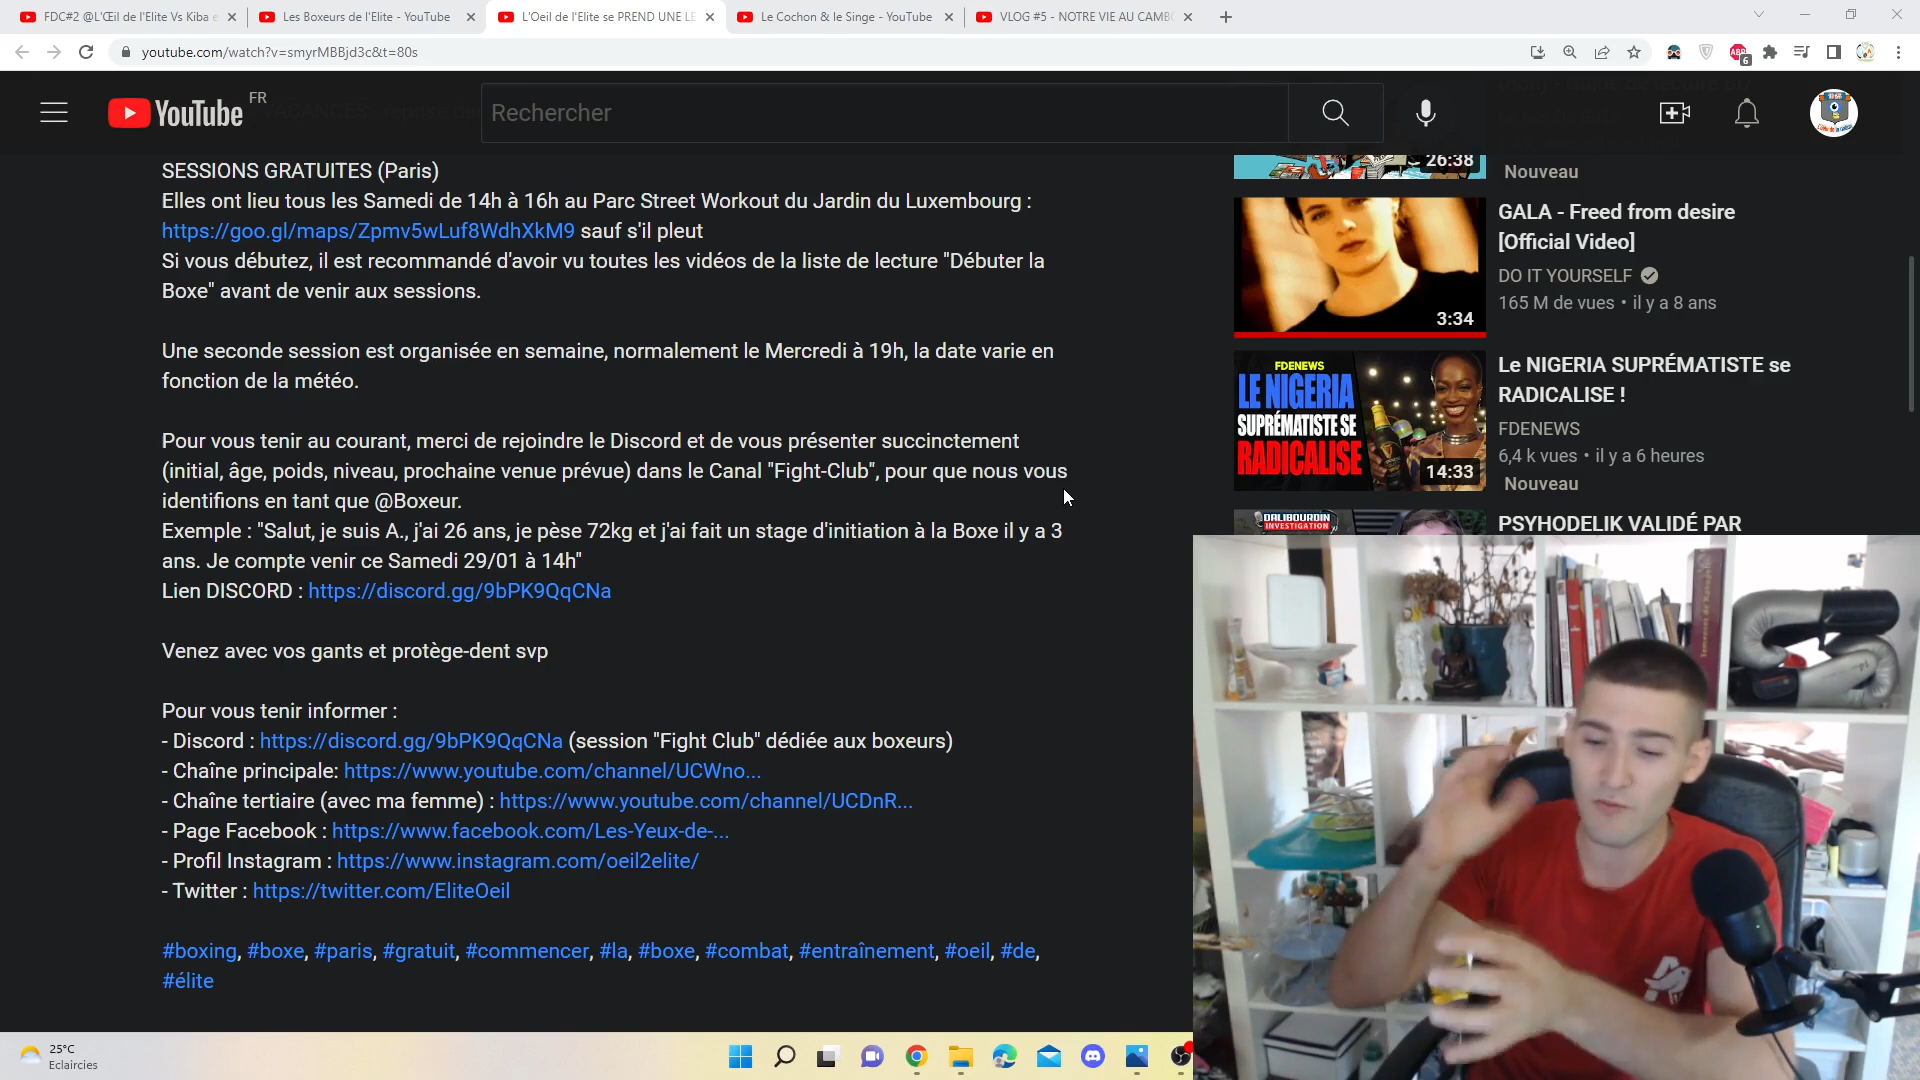 FDC#2 @L'Œil de l'Elite Vs Kiba e
Les Boxeurs de l'Elite - YouTube
L'Oeil de l'Elite se PREND UNE LE
Le Cochon & le Singe - YouTube
VLOG #5 - NOTRE VIE AU CAMBO
youtube.com/watch?v=smyrMBBjd3c&t=80s
6
YouTube
FR
Rechercher
SESSIONS GRATUITES (Paris)
Elles ont lieu tous les Samedi de 14h à 16h au Parc Street Workout du Jardin du Luxembourg :
https://goo.gl/maps/Zpmv5wLuf8WdhXkM9 sauf s'il pleut
Si vous débutez, il est recommandé d'avoir vu toutes les vidéos de la liste de lecture "Débuter la
Boxe" avant de venir aux sessions.
Une seconde session est organisée en semaine, normalement le Mercredi à 19h, la date varie en
fonction de la météo.
Pour vous tenir au courant, merci de rejoindre le Discord et de vous présenter succinctement
(initial, âge, poids, niveau, prochaine venue prévue) dans le Canal "Fight-Club", pour que nous vous
identifions en tant que @Boxeur.
Exemple : "Salut, je suis A., j'ai 26 ans, je pèse 72kg et j'ai fait un stage d'initiation à la Boxe il y a 3
ans. Je compte venir ce Samedi 29/01 à 14h"
Lien DISCORD : https://discord.gg/9bPK9QqCNa
Venez avec vos gants et protège-dent svp
Pour vous tenir informer :
- Discord : https://discord.gg/9bPK9QqCNa (session "Fight Club" dédiée aux boxeurs)
- Chaîne principale: https://www.youtube.com/channel/UCWno...
- Chaîne tertiaire (avec ma femme) : https://www.youtube.com/channel/UCDnR...
- Page Facebook : https://www.facebook.com/Les-Yeux-de-...
- Profil Instagram : https://www.instagram.com/oeil2elite/
- Twitter : https://twitter.com/EliteOeil
#boxing, #boxe, #paris, #gratuit, #commencer, #la, #boxe, #combat, #entraînement, #oeil, #de,
#élite
26:38
Nouveau
3:34
GALA - Freed from desire
[Official Video]
DO IT YOURSELF
165 M de vues • il y a 8 ans
FDENEWS
LE NIGERIA
SUPRÉMATISTE SE
RADICALISE
14:33
Le NIGERIA SUPRÉMATISTE se
RADICALISE !
FDENEWS
6,4 k vues • il y a 6 heures
Nouveau
DALIBOURDIN
INVESTIGATION
PSYHODELIK VALIDÉ PAR
25°C
Eclaircies